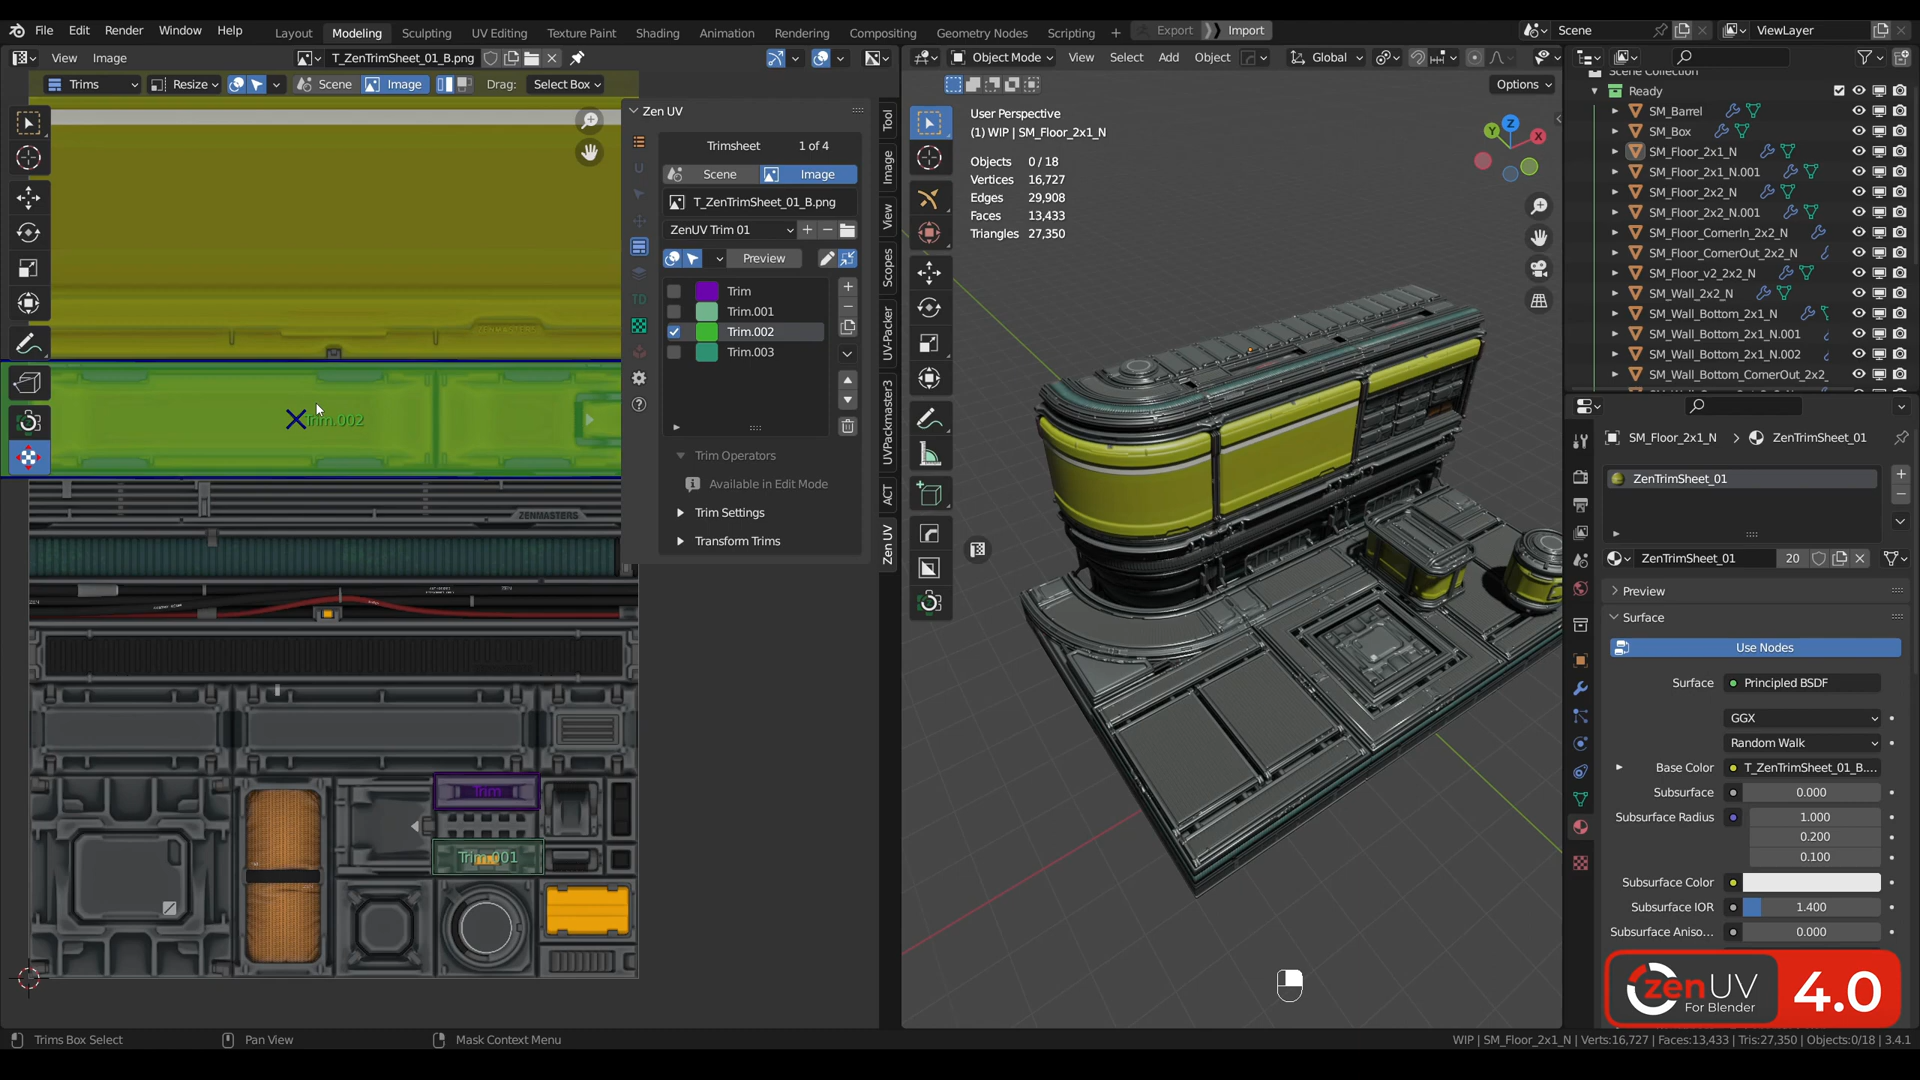 File Edit Render Window Help Layout Modeling Sculpting UV Editing Texture Paint Shading Animation Rendering Compositing Geometry Nodes Scripting + Export Import Scene ViewLayer
View Image T_ZenTrimSheet_01_B.png Object Mode View Select Add Object Global
Trims Resize Scene Image Drag: Select Box Options
Zen UV
Trimsheet 1 of 4
Scene Image
T_ZenTrimSheet_01_B.png
ZenUV Trim 01
Preview
Trim
Trim.001
Trim.002
Trim.003
Trim Operators
Available in Edit Mode
Trim Settings
Transform Trims
Tool
Image
View
Scopes
UV-Packer
UVPackmaster3
ACT
Zen UV
ZENMASTERS
Trim.002
ZENMASTERS
Trim
Trim.001
User Perspective
(1) WIP | SM_Floor_2x1_N
Objects 0 / 18
Vertices 16,727
Edges 29,908
Faces 13,433
Triangles 27,350
Z
Y
X
Scene Collection
Ready
SM_Barrel
SM_Box
SM_Floor_2x1_N
SM_Floor_2x1_N.001
SM_Floor_2x2_N
SM_Floor_2x2_N.001
SM_Floor_CornerIn_2x2_N
SM_Floor_CornerOut_2x2_N
SM_Floor_v2_2x2_N
SM_Wall_2x2_N
SM_Wall_Bottom_2x1_N
SM_Wall_Bottom_2x1_N.001
SM_Wall_Bottom_2x1_N.002
SM_Wall_Bottom_CornerOut_2x2_
SM_Floor_2x1_N > ZenTrimSheet_01
ZenTrimSheet_01
ZenTrimSheet_01 20
Preview
Surface
Use Nodes
Surface Principled BSDF
GGX
Random Walk
Base Color T_ZenTrimSheet_01_B....
Subsurface 0.000
Subsurface Radius 1.000
0.200
0.100
Subsurface Color
Subsurface IOR 1.400
Subsurface Aniso... 0.000
zen UV
For Blender
4.0
Trims Box Select Pan View Mask Context Menu WIP | SM_Floor_2x1_N | Verts:16,727 | Faces:13,433 | Tris:27,350 | Objects:0/18 | 3.4.1